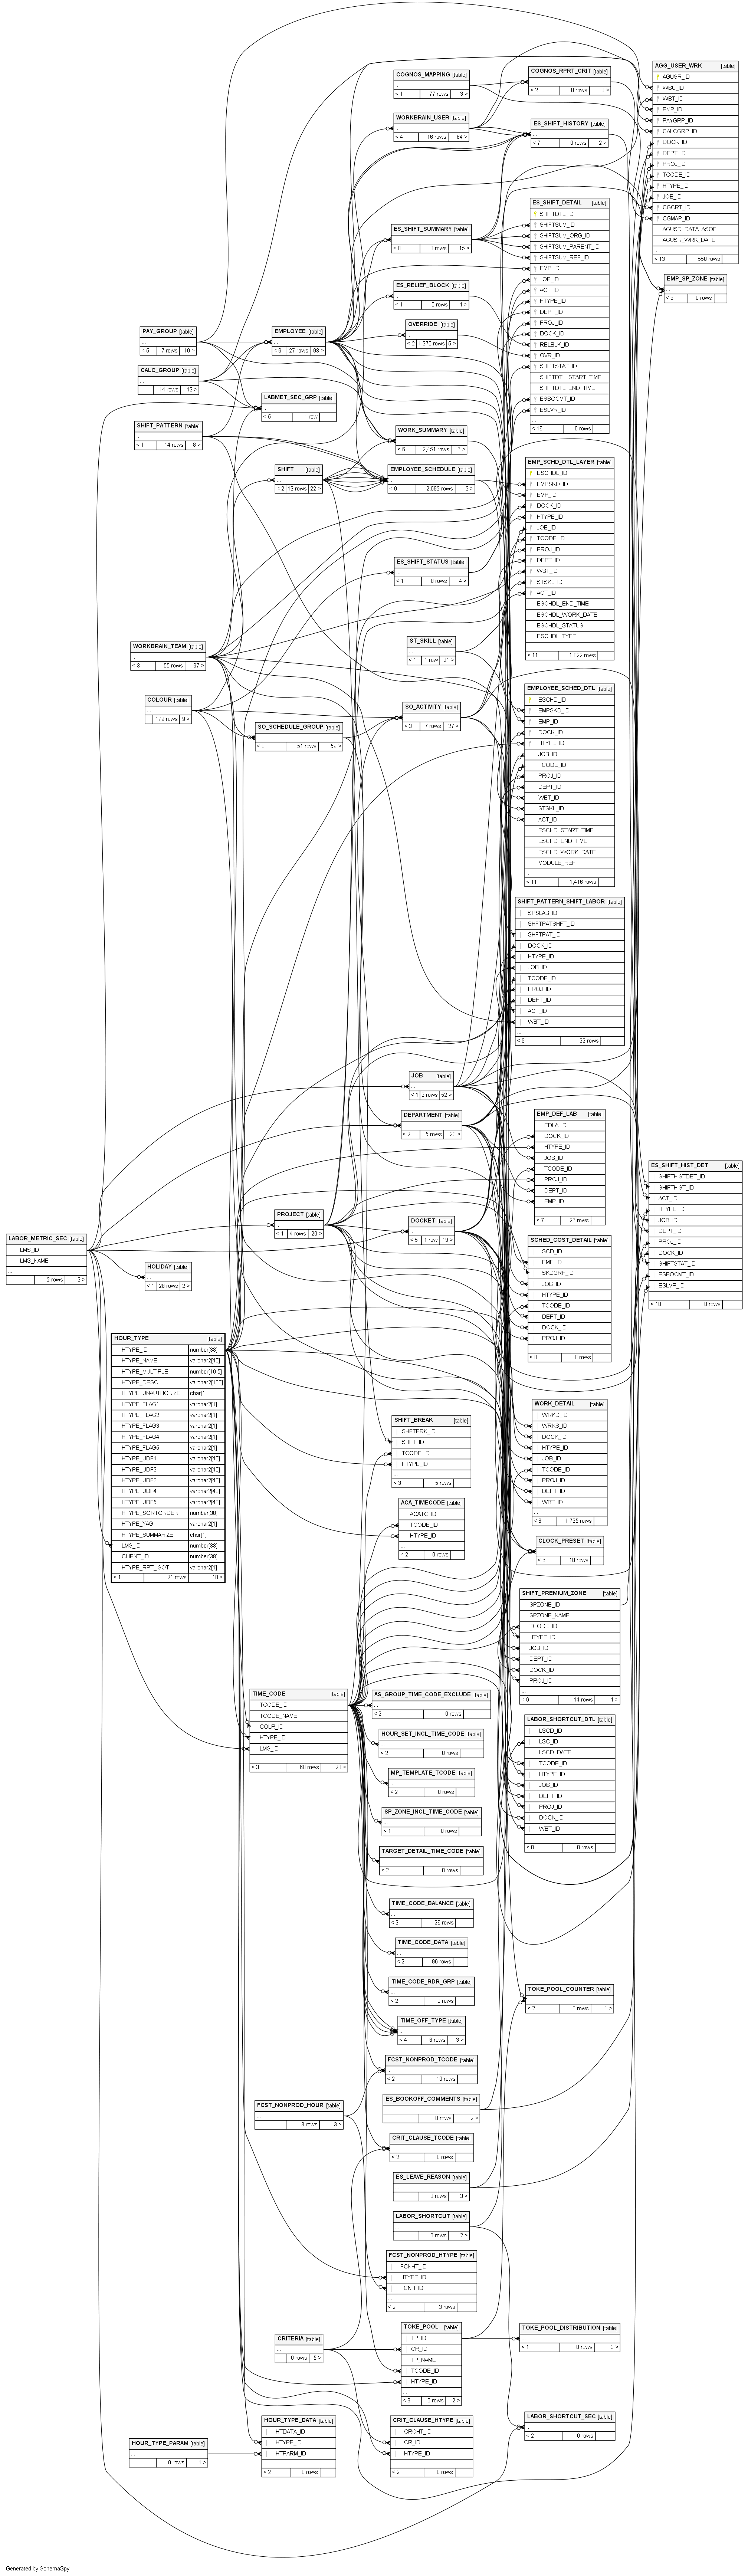 COGNOS_MAPPING [table]
...
< 1 77 rows 3 >
COGNOS_RPRT_CRIT [table]
...
< 2 0 rows 3 >
AGG_USER_WRK [table]
AGUSR_ID
WBU_ID
WBT_ID
EMP_ID
PAYGRP_ID
CALCGRP_ID
DOCK_ID
DEPT_ID
PROJ_ID
TCODE_ID
HTYPE_ID
JOB_ID
CGCRT_ID
CGMAP_ID
AGUSR_DATA_ASOF
AGUSR_WRK_DATE
...
< 13 550 rows
WORKBRAIN_USER [table]
...
< 4 16 rows 64 >
ES_SHIFT_HISTORY [table]
...
< 7 0 rows 2 >
ES_SHIFT_DETAIL [table]
SHIFTDTL_ID
SHIFTSUM_ID
SHIFTSUM_ORG_ID
SHIFTSUM_PARENT_ID
SHIFTSUM_REF_ID
EMP_ID
JOB_ID
ACT_ID
HTYPE_ID
DEPT_ID
PROJ_ID
DOCK_ID
RELBLK_ID
OVR_ID
SHIFTSTAT_ID
SHIFTDTL_START_TIME
SHIFTDTL_END_TIME
ESBOCMT_ID
ESLVR_ID
...
< 16 0 rows
ES_SHIFT_SUMMARY [table]
...
< 8 0 rows 15 >
EMP_SP_ZONE [table]
...
< 3 0 rows
ES_RELIEF_BLOCK [table]
...
< 1 0 rows 1 >
OVERRIDE [table]
...
< 2 1,270 rows 5 >
PAY_GROUP [table]
...
< 5 7 rows 10 >
EMPLOYEE [table]
...
< 6 27 rows 98 >
CALC_GROUP [table]
...
14 rows 13 >
LABMET_SEC_GRP [table]
...
< 5 1 row
SHIFT_PATTERN [table]
...
< 1 14 rows 8 >
WORK_SUMMARY [table]
...
< 6 2,451 rows 6 >
SHIFT [table]
...
< 2 13 rows 22 >
EMPLOYEE_SCHEDULE [table]
...
< 9 2,592 rows 2 >
EMP_SCHD_DTL_LAYER [table]
ESCHDL_ID
EMPSKD_ID
EMP_ID
DOCK_ID
HTYPE_ID
JOB_ID
TCODE_ID
PROJ_ID
DEPT_ID
WBT_ID
STSKL_ID
ACT_ID
ESCHDL_END_TIME
ESCHDL_WORK_DATE
ESCHDL_STATUS
ESCHDL_TYPE
...
< 11 1,022 rows
ES_SHIFT_STATUS [table]
...
< 1 8 rows 4 >
WORKBRAIN_TEAM [table]
...
< 3 55 rows 67 >
ST_SKILL [table]
...
< 1 1 row 21 >
COLOUR [table]
...
179 rows 9 >
SO_SCHEDULE_GROUP [table]
...
< 8 51 rows 59 >
SO_ACTIVITY [table]
...
< 3 7 rows 27 >
EMPLOYEE_SCHED_DTL [table]
ESCHD_ID
EMPSKD_ID
EMP_ID
DOCK_ID
HTYPE_ID
JOB_ID
TCODE_ID
PROJ_ID
DEPT_ID
WBT_ID
STSKL_ID
ACT_ID
ESCHD_START_TIME
ESCHD_END_TIME
ESCHD_WORK_DATE
MODULE_REF
...
< 11 1,416 rows
SHIFT_PATTERN_SHIFT_LABOR [table]
SPSLAB_ID
SHFTPATSHFT_ID
SHFTPAT_ID
DOCK_ID
HTYPE_ID
JOB_ID
TCODE_ID
PROJ_ID
DEPT_ID
ACT_ID
WBT_ID
...
< 9 22 rows
JOB [table]
...
< 1 9 rows 52 >
DEPARTMENT [table]
...
< 2 5 rows 23 >
EMP_DEF_LAB [table]
EDLA_ID
DOCK_ID
HTYPE_ID
JOB_ID
TCODE_ID
PROJ_ID
DEPT_ID
EMP_ID
...
< 7 26 rows
ES_SHIFT_HIST_DET [table]
SHIFTHISTDET_ID
SHIFTHIST_ID
ACT_ID
HTYPE_ID
JOB_ID
DEPT_ID
PROJ_ID
DOCK_ID
SHIFTSTAT_ID
ESBOCMT_ID
ESLVR_ID
...
< 10 0 rows
PROJECT [table]
...
< 1 4 rows 20 >
DOCKET [table]
...
< 5 1 row 19 >
LABOR_METRIC_SEC [table]
LMS_ID
LMS_NAME
...
2 rows 9 >
HOLIDAY [table]
...
< 1 28 rows 2 >
SCHED_COST_DETAIL [table]
SCD_ID
EMP_ID
SKDGRP_ID
JOB_ID
HTYPE_ID
TCODE_ID
DEPT_ID
DOCK_ID
PROJ_ID
...
< 8 0 rows
HOUR_TYPE [table]
HTYPE_ID number[38]
HTYPE_NAME varchar2[40]
HTYPE_MULTIPLE number[10,5]
HTYPE_DESC varchar2[100]
HTYPE_UNAUTHORIZE char[1]
HTYPE_FLAG1 varchar2[1]
HTYPE_FLAG2 varchar2[1]
HTYPE_FLAG3 varchar2[1]
HTYPE_FLAG4 varchar2[1]
HTYPE_FLAG5 varchar2[1]
HTYPE_UDF1 varchar2[40]
HTYPE_UDF2 varchar2[40]
HTYPE_UDF3 varchar2[40]
HTYPE_UDF4 varchar2[40]
HTYPE_UDF5 varchar2[40]
HTYPE_SORTORDER number[38]
HTYPE_YAG varchar2[1]
HTYPE_SUMMARIZE char[1]
LMS_ID number[38]
CLIENT_ID number[38]
HTYPE_RPT_ISOT varchar2[1]
< 1 21 rows 18 >
SHIFT_BREAK [table]
SHFTBRK_ID
SHFT_ID
TCODE_ID
HTYPE_ID
...
< 3 5 rows
WORK_DETAIL [table]
WRKD_ID
WRKS_ID
DOCK_ID
HTYPE_ID
JOB_ID
TCODE_ID
PROJ_ID
DEPT_ID
WBT_ID
...
< 8 1,735 rows
ACA_TIMECODE [table]
ACATC_ID
TCODE_ID
HTYPE_ID
...
< 2 0 rows
CLOCK_PRESET [table]
...
< 6 10 rows
SHIFT_PREMIUM_ZONE [table]
SPZONE_ID
SPZONE_NAME
TCODE_ID
HTYPE_ID
JOB_ID
DEPT_ID
DOCK_ID
PROJ_ID
...
< 6 14 rows 1 >
TIME_CODE [table]
TCODE_ID
TCODE_NAME
COLR_ID
HTYPE_ID
LMS_ID
...
< 3 68 rows 28 >
AS_GROUP_TIME_CODE_EXCLUDE [table]
...
< 2 0 rows
HOUR_SET_INCL_TIME_CODE [table]
...
< 2 0 rows
MP_TEMPLATE_TCODE [table]
...
< 2 0 rows
SP_ZONE_INCL_TIME_CODE [table]
...
< 1 0 rows
TARGET_DETAIL_TIME_CODE [table]
...
< 2 0 rows
LABOR_SHORTCUT_DTL [table]
LSCD_ID
LSC_ID
LSCD_DATE
TCODE_ID
HTYPE_ID
JOB_ID
DEPT_ID
PROJ_ID
DOCK_ID
WBT_ID
...
< 8 0 rows
TIME_CODE_BALANCE [table]
...
< 3 26 rows
TIME_CODE_DATA [table]
...
< 2 96 rows
TIME_CODE_RDR_GRP [table]
...
< 2 0 rows
TOKE_POOL_COUNTER [table]
...
< 2 0 rows 1 >
TIME_OFF_TYPE [table]
...
< 4 6 rows 3 >
FCST_NONPROD_TCODE [table]
...
< 2 10 rows
ES_BOOKOFF_COMMENTS [table]
...
0 rows 2 >
FCST_NONPROD_HOUR [table]
...
3 rows 3 >
CRIT_CLAUSE_TCODE [table]
...
< 2 0 rows
ES_LEAVE_REASON [table]
...
0 rows 3 >
LABOR_SHORTCUT [table]
...
0 rows 2 >
FCST_NONPROD_HTYPE [table]
FCNHT_ID
HTYPE_ID
FCNH_ID
...
< 2 3 rows
CRITERIA [table]
...
0 rows 5 >
TOKE_POOL [table]
TP_ID
CR_ID
TP_NAME
TCODE_ID
HTYPE_ID
...
< 3 0 rows 2 >
TOKE_POOL_DISTRIBUTION [table]
...
< 1 0 rows 3 >
HOUR_TYPE_PARAM [table]
...
0 rows 1 >
HOUR_TYPE_DATA [table]
HTDATA_ID
HTYPE_ID
HTPARM_ID
...
< 2 0 rows
CRIT_CLAUSE_HTYPE [table]
CRCHT_ID
CR_ID
HTYPE_ID
...
< 2 0 rows
LABOR_SHORTCUT_SEC [table]
...
< 2 0 rows
Generated by SchemaSpy